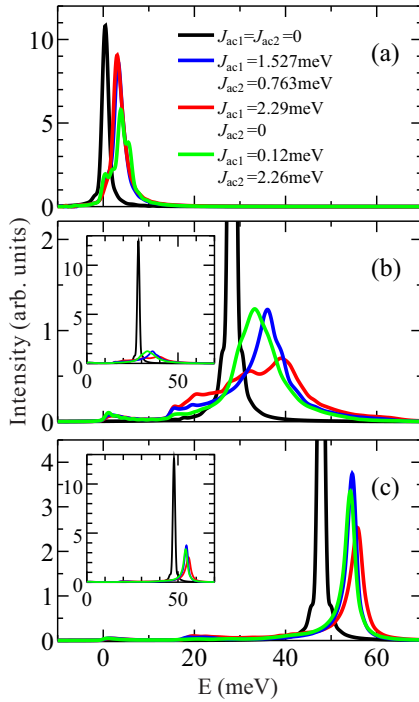 10
5
0
(a)
J_ac1=J_ac2=0
J_ac1=1.527meV
J_ac2=0.763meV
J_ac1=2.29meV
J_ac2=0
J_ac1=0.12meV
J_ac2=2.26meV
Intensity (arb. units)
2
1
0
(b)
10
5
0
0 50
4
3
2
1
0
(c)
10
5
0
0 50
0 20 40 60
E (meV)